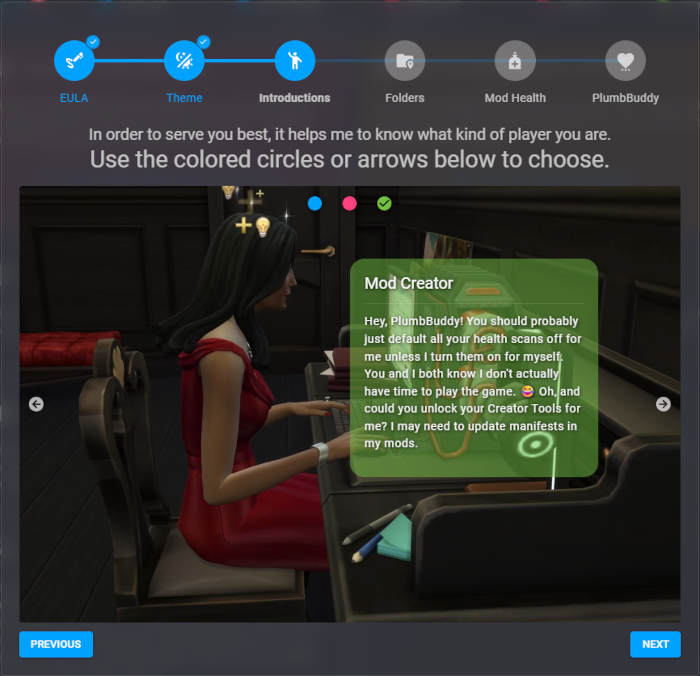 EULA
Theme
Introductions
Folders
Mod Health
PlumbBuddy
In order to serve you best, it helps me to know what kind of player you are.
Use the colored circles or arrows below to choose.
Mod Creator
Hey, PlumbBuddy! You should probably
just default all your health scans off for
me unless I turn them on for myself.
You and I both know I don't actually
have time to play the game. 😆 Oh, and
could you unlock your Creator Tools for
me? I may need to update manifests in
my mods.
PREVIOUS
NEXT